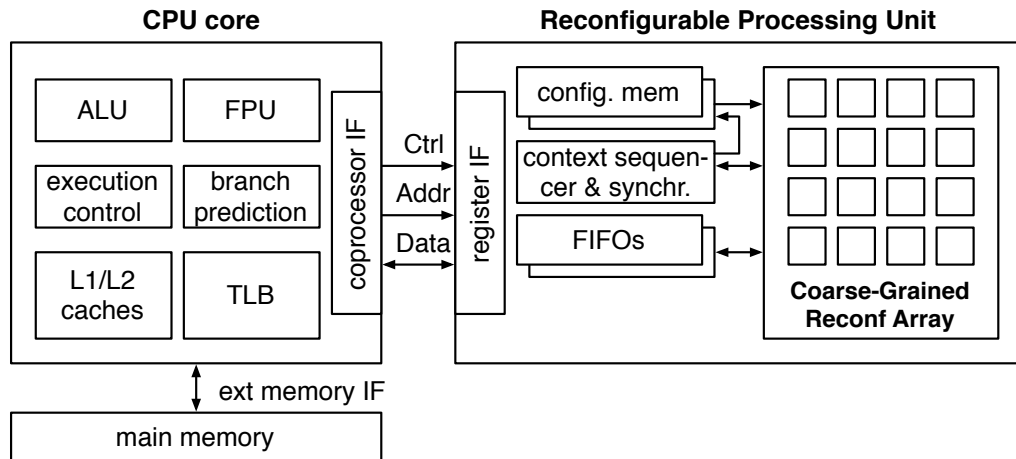 CPU core
Reconfigurable Processing Unit
ALU
FPU
execution
control
branch
prediction
L1/L2
caches
TLB
coprocessor IF
Ctrl
Addr
Data
register IF
config. mem
context sequen-
cer & synchr.
FIFOs
Coarse-Grained
Reconf Array
ext memory IF
main memory